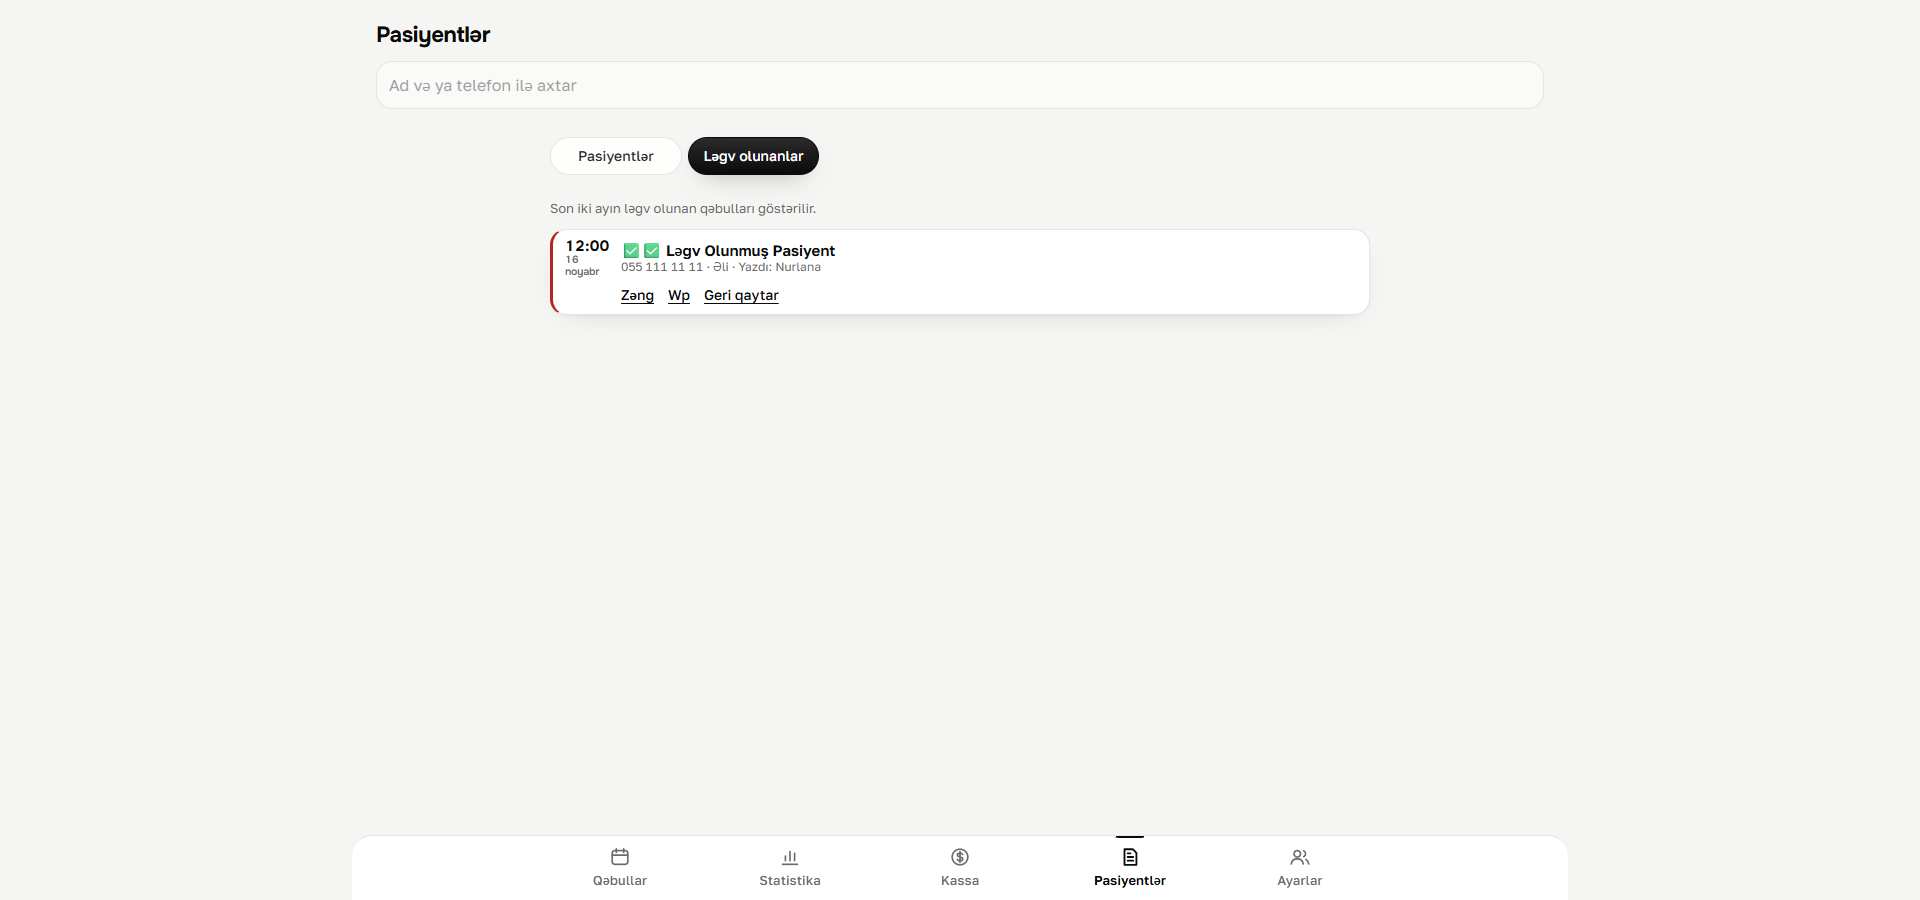 Pasiyentlər
Ad və ya telefon ilə axtar
Pasiyentlər
Ləgv olunanlar
Son iki ayın ləgv olunan qəbulları göstərilir.
12:00
16
noyabr
✅✅ Ləgv Olunmuş Pasiyent
055 111 11 11 · Əli · Yazdı: Nurlana
Zəng Wp Geri qaytar
Qəbullar
Statistika
Kassa
Pasiyentlər
Ayarlar